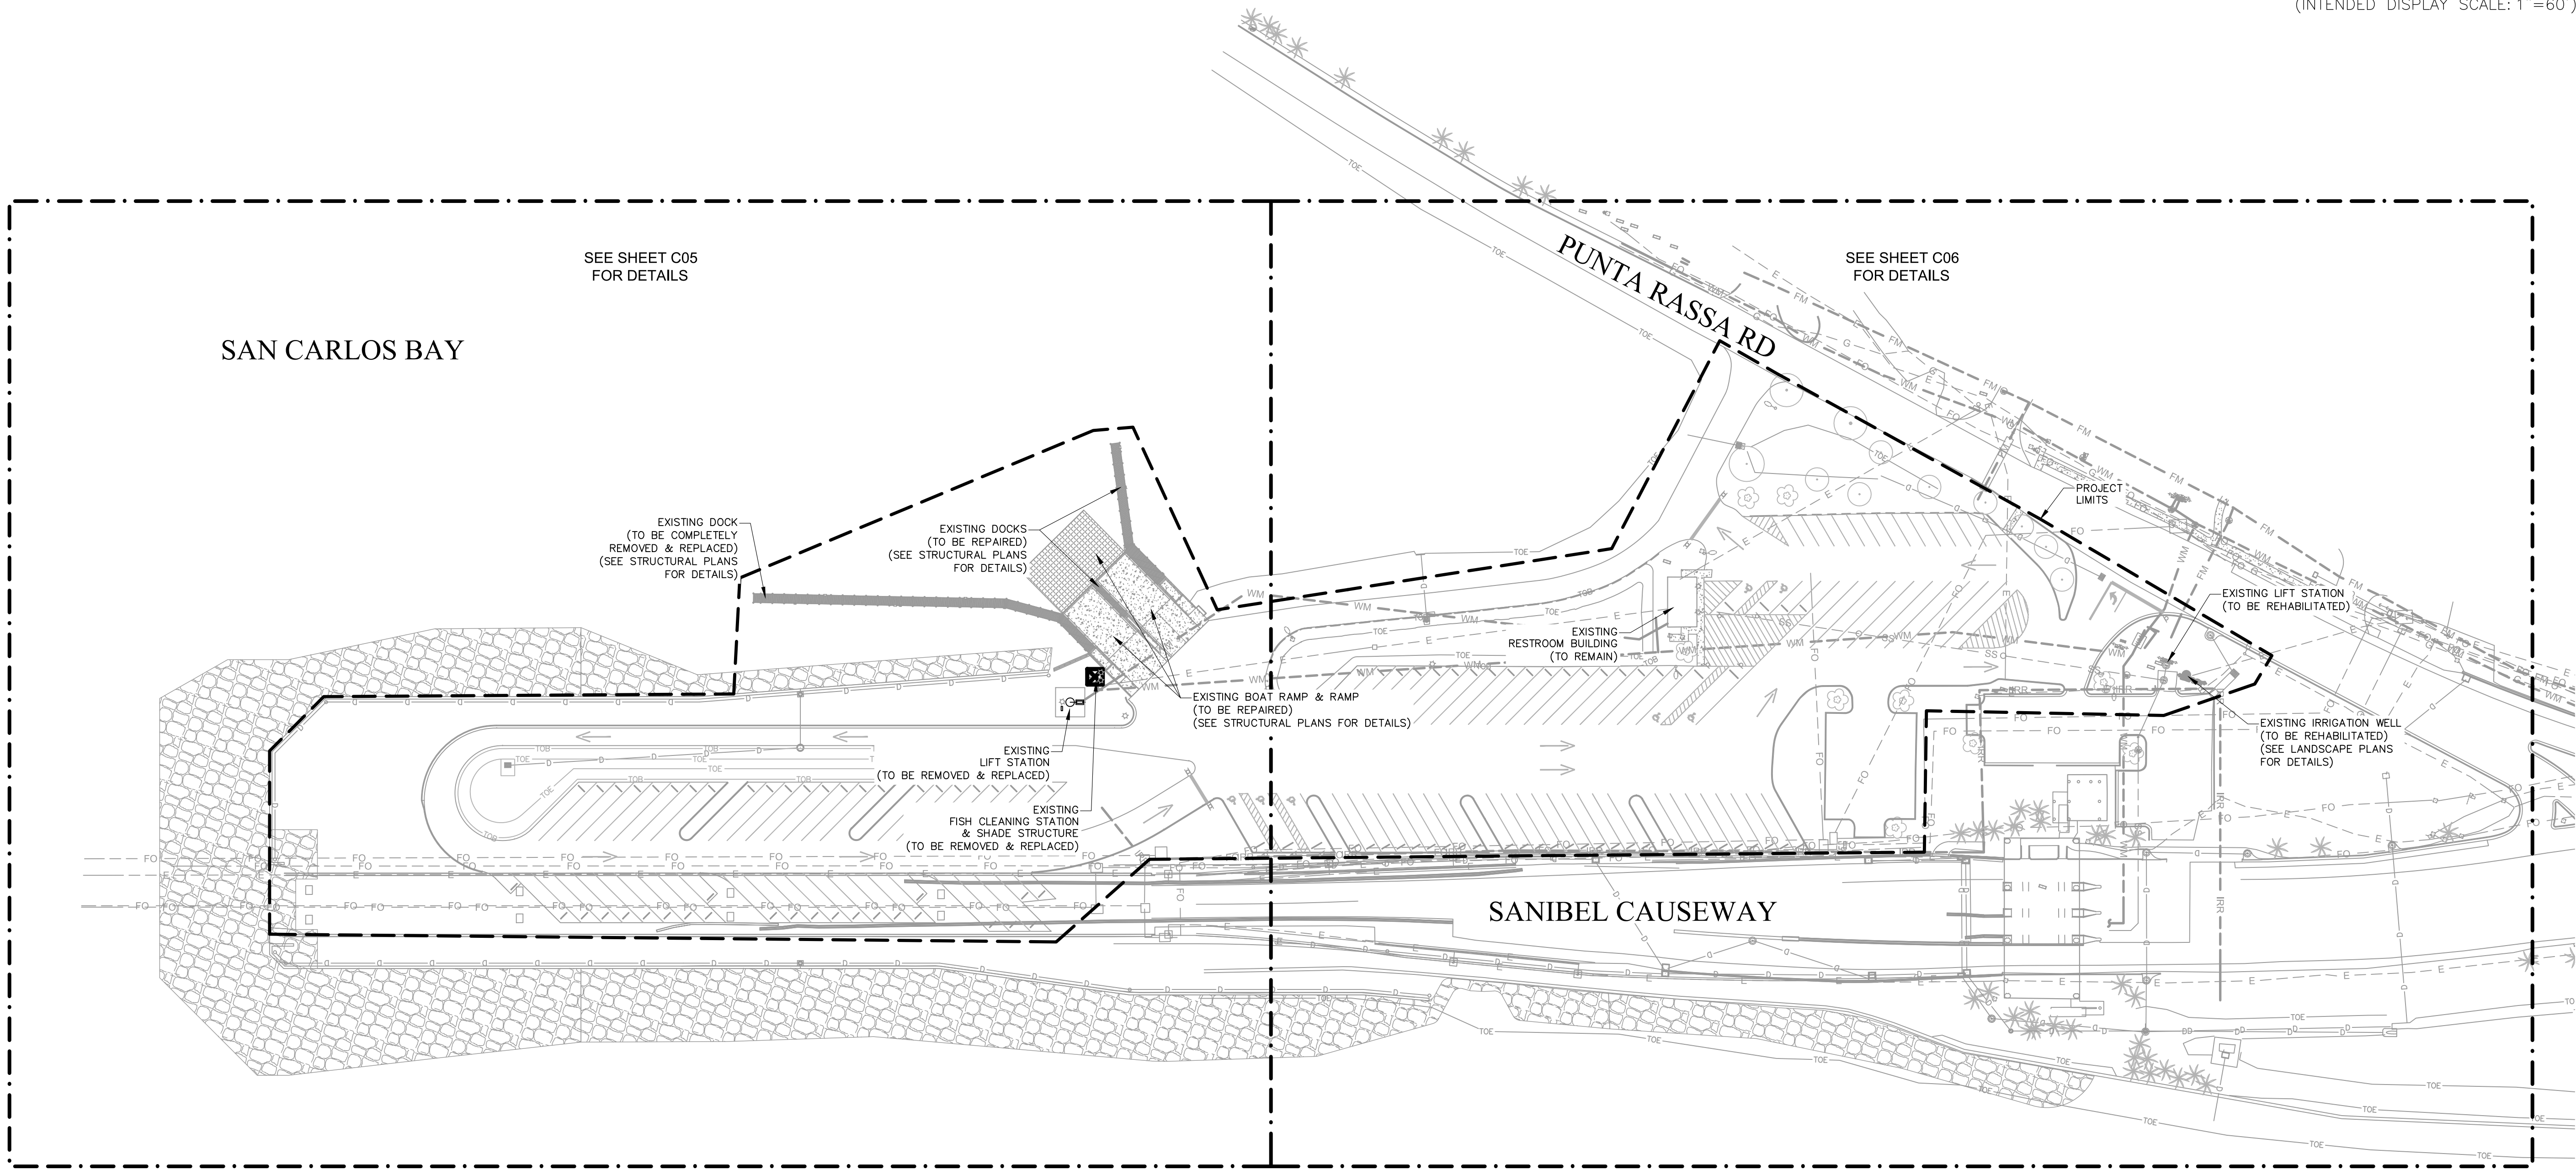 (INTENDED DISPLAY SCALE: 1"=60')
SEE SHEET C05
FOR DETAILS
SEE SHEET C06
FOR DETAILS
SAN CARLOS BAY
PUNTA RASSA RD
PROJECT
LIMITS
EXISTING DOCK
(TO BE COMPLETELY
REMOVED & REPLACED)
(SEE STRUCTURAL PLANS
FOR DETAILS)
EXISTING DOCKS
(TO BE REPAIRED)
(SEE STRUCTURAL PLANS
FOR DETAILS)
EXISTING LIFT STATION
(TO BE REHABILITATED)
EXISTING
RESTROOM BUILDING
(TO REMAIN)
EXISTING BOAT RAMP & RAMP
(TO BE REPAIRED)
(SEE STRUCTURAL PLANS FOR DETAILS)
EXISTING IRRIGATION WELL
(TO BE REHABILITATED)
(SEE LANDSCAPE PLANS
FOR DETAILS)
EXISTING
LIFT STATION
(TO BE REMOVED & REPLACED)
EXISTING
FISH CLEANING STATION
& SHADE STRUCTURE
(TO BE REMOVED & REPLACED)
SANIBEL CAUSEWAY